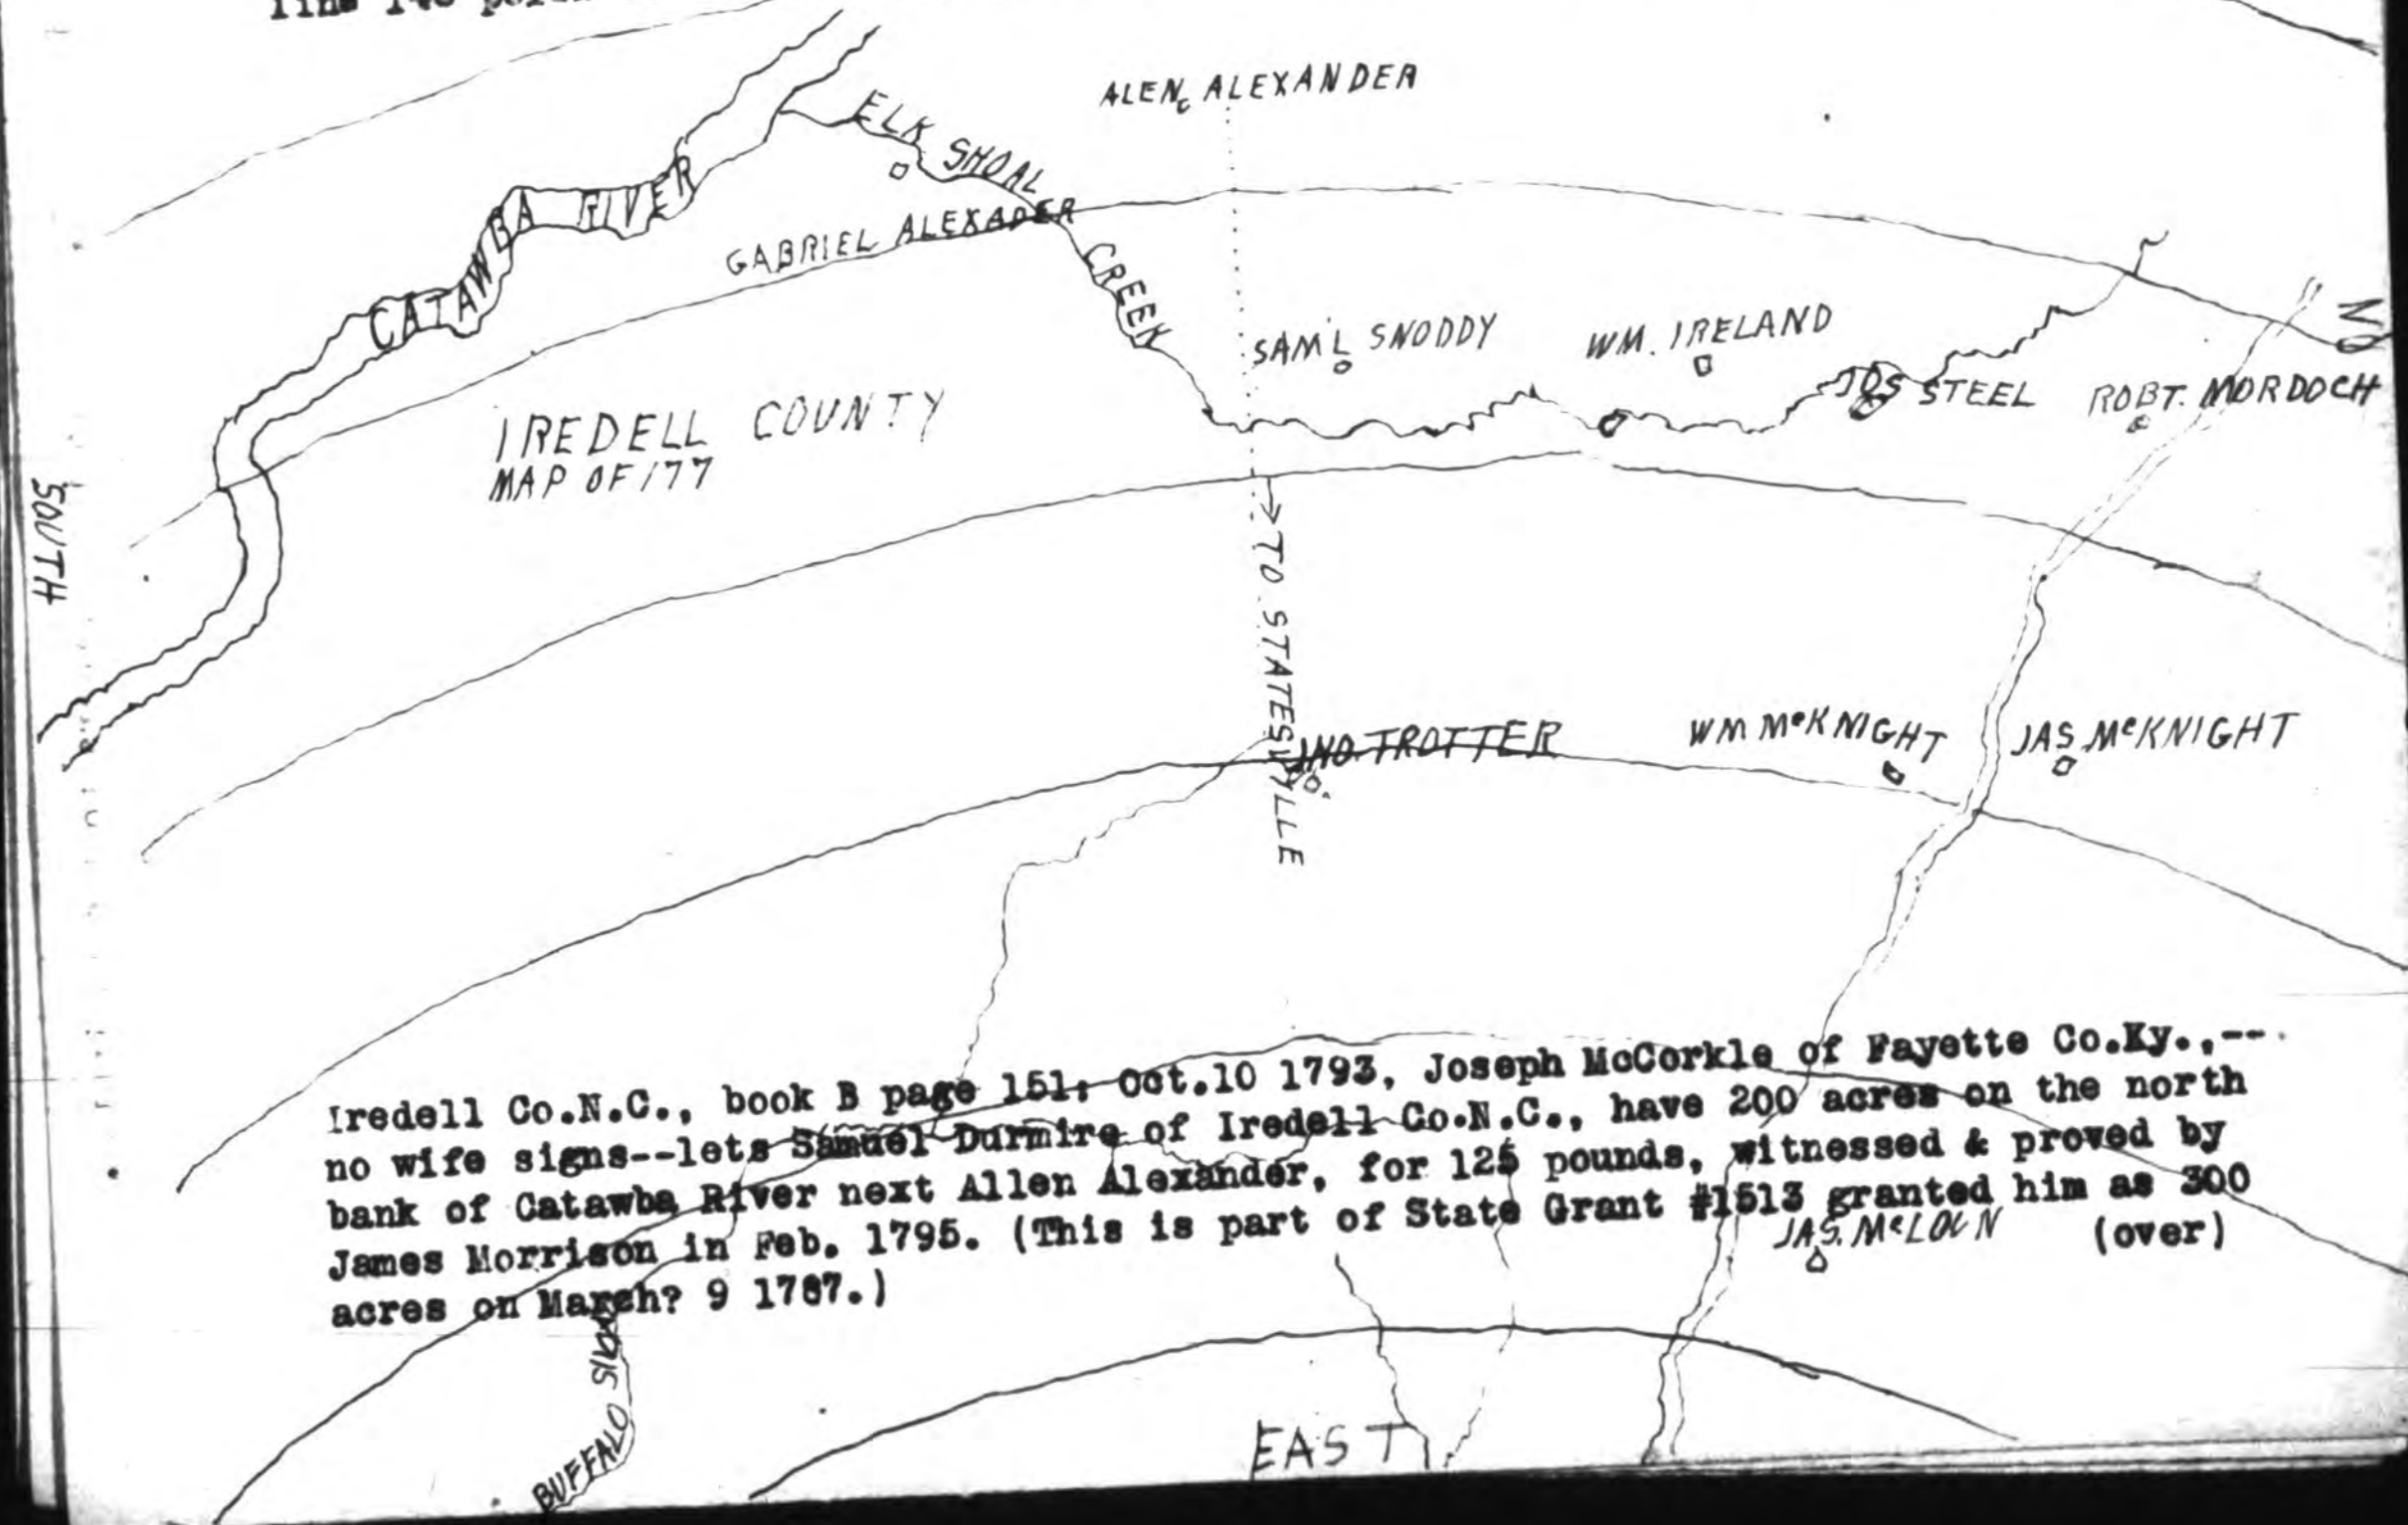 ALEN ALEXANDER
ELK SHOAL
CREEK
CATAWBA RIVER
GABRIEL ALEXADER
SAM'L SNODDY
WM. IRELAND
JOS STEEL
ROBT. MORDOCH
NO
IREDELL COUNTY
MAP OF 177
SOUTH
TO STATESVILLE
JNO. TROTTER
WM McKNIGHT
JAS McKNIGHT
Iredell Co.N.C., book B page 151: Oct.10 1793, Joseph McCorkle of Fayette Co.Ky.,--
no wife signs--lets Samuel Durmire of Iredell Co.N.C., have 200 acres on the north
bank of Catawba River next Allen Alexander, for 125 pounds, witnessed & proved by
James Morrison in Feb. 1795. (This is part of State Grant #1513 granted him as 300
acres on March? 9 1787.)
(over)
JAS. McLOUN
BUFFALO
EAST